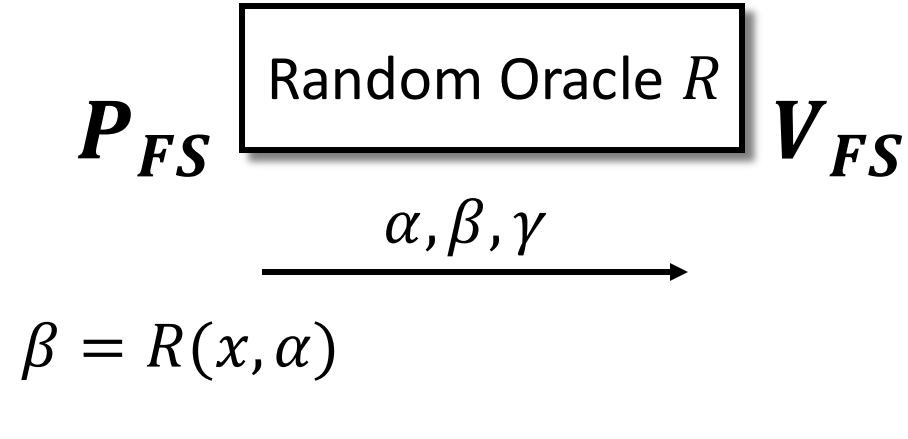 Random Oracle R
P_FS V_FS
α, β, γ
β = R(x, α)